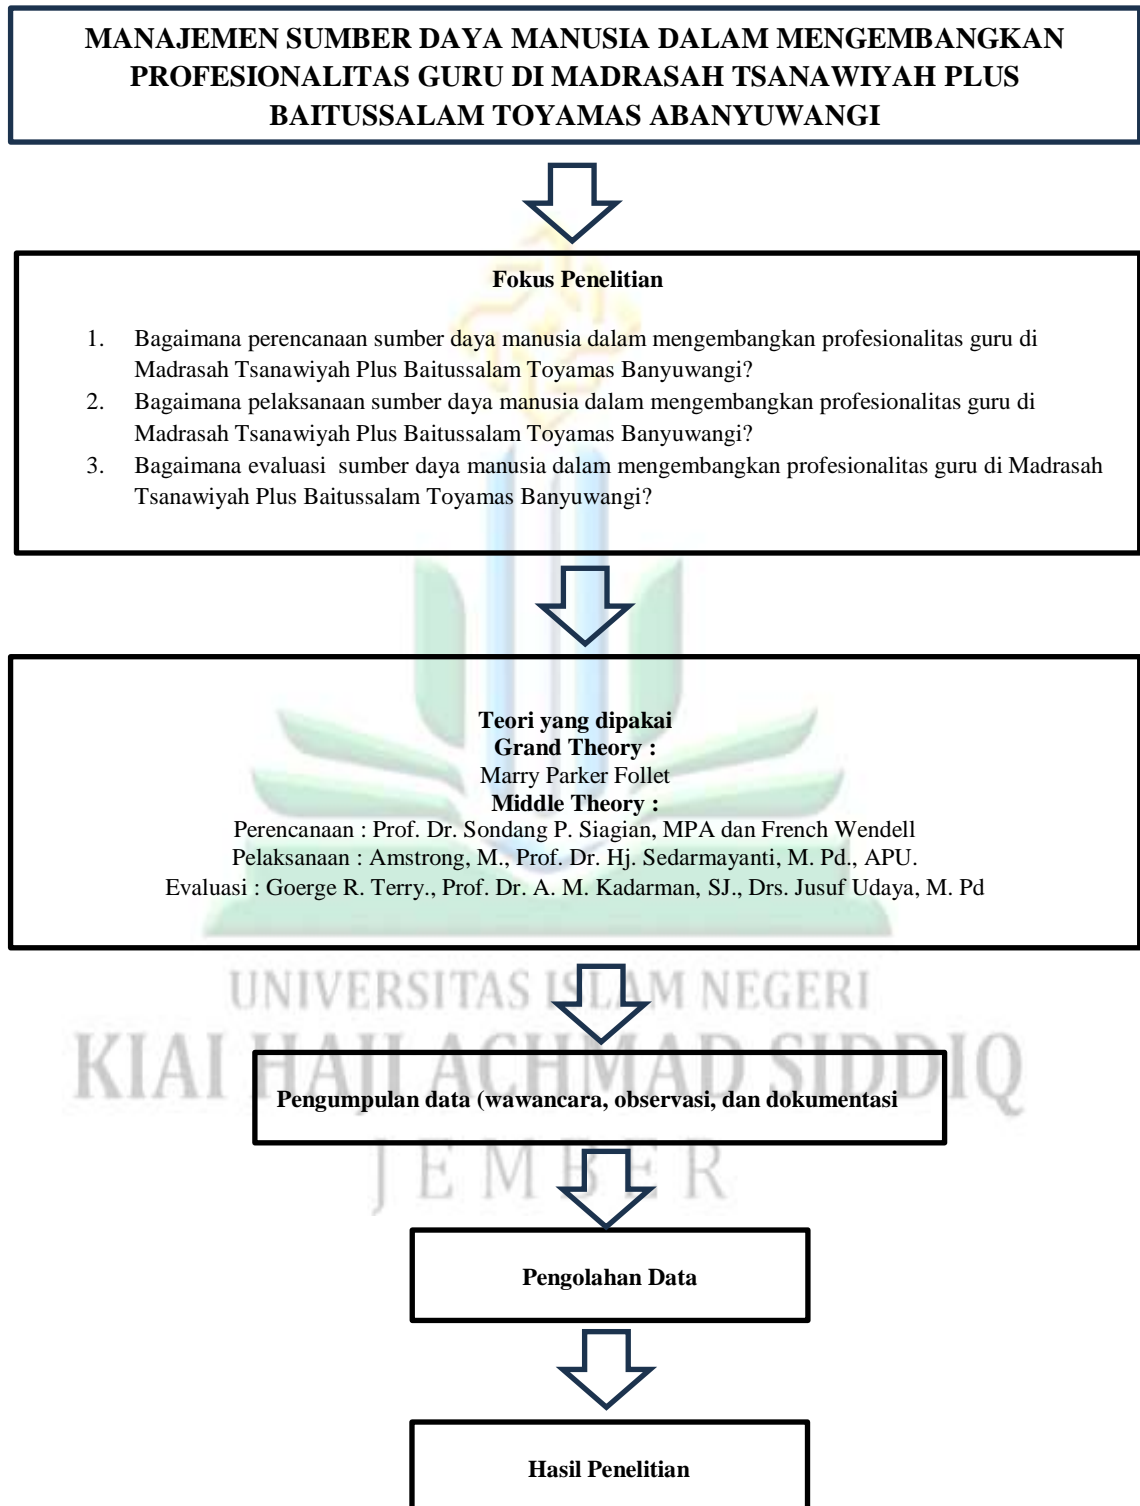 MANAJEMEN SUMBER DAYA MANUSIA DALAM MENGEMBANGKAN
PROFESIONALITAS GURU DI MADRASAH TSANAWIYAH PLUS
BAITUSSALAM TOYAMAS ABANYUWANGI
Fokus Penelitian
1. Bagaimana perencanaan sumber daya manusia dalam mengembangkan profesionalitas guru di
Madrasah Tsanawiyah Plus Baitussalam Toyamas Banyuwangi?
2. Bagaimana pelaksanaan sumber daya manusia dalam mengembangkan profesionalitas guru di
Madrasah Tsanawiyah Plus Baitussalam Toyamas Banyuwangi?
3. Bagaimana evaluasi  sumber daya manusia dalam mengembangkan profesionalitas guru di Madrasah
Tsanawiyah Plus Baitussalam Toyamas Banyuwangi?
Teori yang dipakai
Grand Theory :
Marry Parker Follet
Middle Theory :
Perencanaan : Prof. Dr. Sondang P. Siagian, MPA dan French Wendell
Pelaksanaan : Amstrong, M., Prof. Dr. Hj. Sedarmayanti, M. Pd., APU.
Evaluasi : Goerge R. Terry., Prof. Dr. A. M. Kadarman, SJ., Drs. Jusuf Udaya, M. Pd
UNIVERSITAS ISLAM NEGERI
KIAI HAJI ACHMAD SIDDIQ
Pengumpulan data (wawancara, observasi, dan dokumentasi
JEMBER
Pengolahan Data
Hasil Penelitian